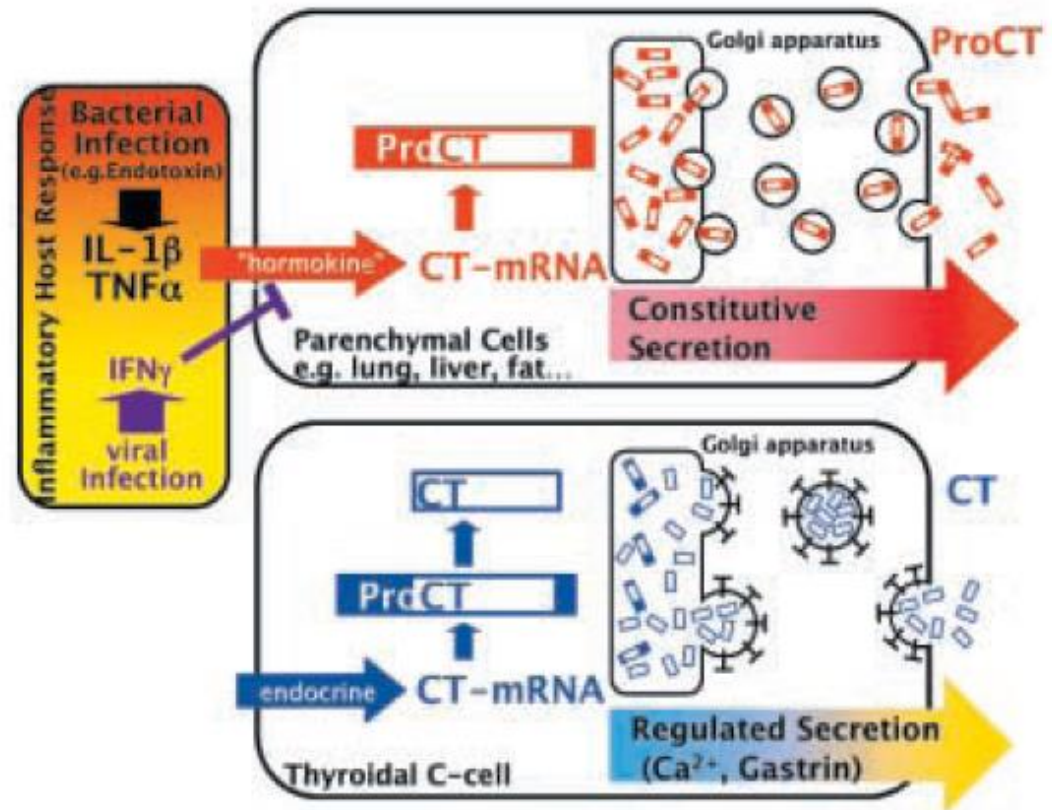 Inflammatory Host Response
Bacterial
Infection
(e.g.Endotoxin)
IL-1β
TNFα
IFNγ
viral
Infection
Golgi apparatus
ProCT
ProCT
"hormokine"
CT-mRNA
Parenchymal Cells
e.g. lung, liver, fat...
Constitutive
Secretion
Golgi apparatus
CT
CT
ProCT
endocrine
CT-mRNA
Regulated Secretion
(Ca²⁺, Gastrin)
Thyroidal C-cell